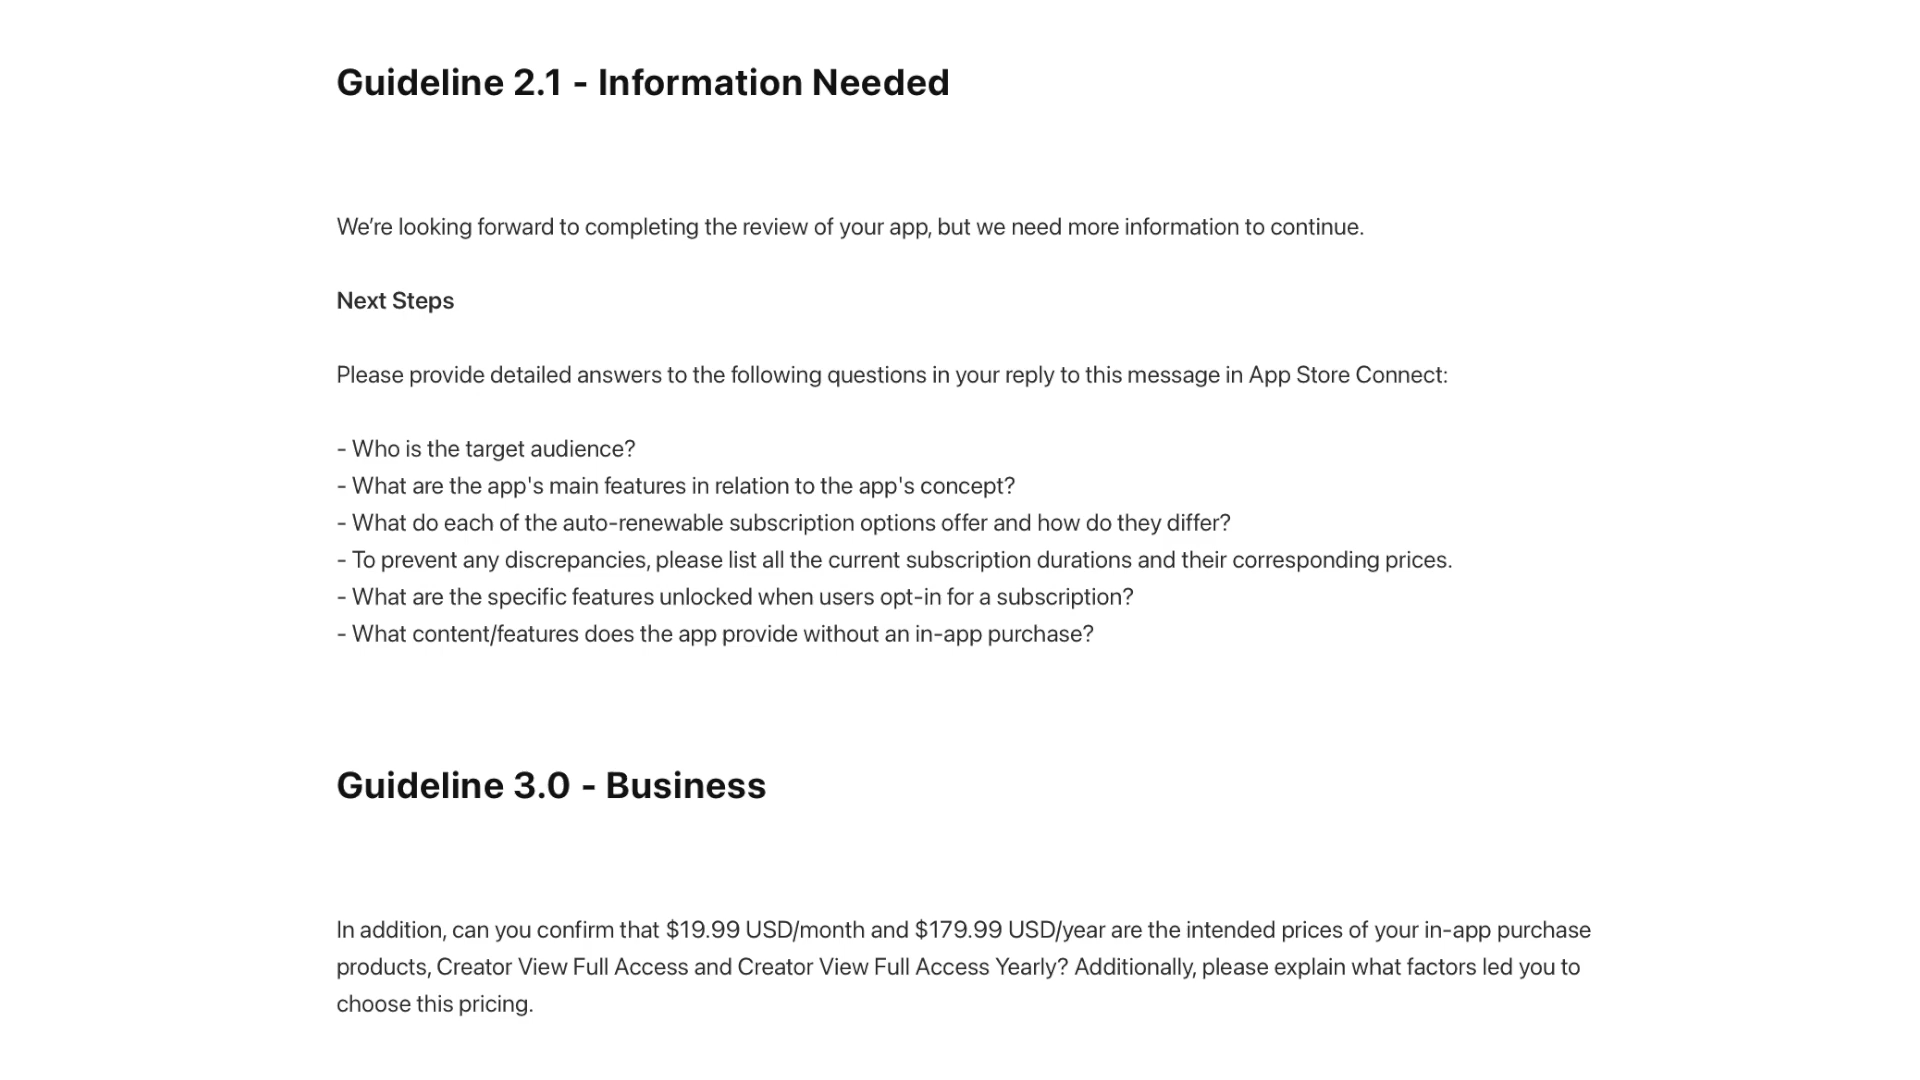 Guideline 2.1 - Information Needed
We’re looking forward to completing the review of your app, but we need more information to continue.
Next Steps
Please provide detailed answers to the following questions in your reply to this message in App Store Connect:
- Who is the target audience?
- What are the app's main features in relation to the app's concept?
- What do each of the auto-renewable subscription options offer and how do they differ?
- To prevent any discrepancies, please list all the current subscription durations and their corresponding prices.
- What are the specific features unlocked when users opt-in for a subscription?
- What content/features does the app provide without an in-app purchase?
Guideline 3.0 - Business
In addition, can you confirm that $19.99 USD/month and $179.99 USD/year are the intended prices of your in-app purchase
products, Creator View Full Access and Creator View Full Access Yearly? Additionally, please explain what factors led you to
choose this pricing.